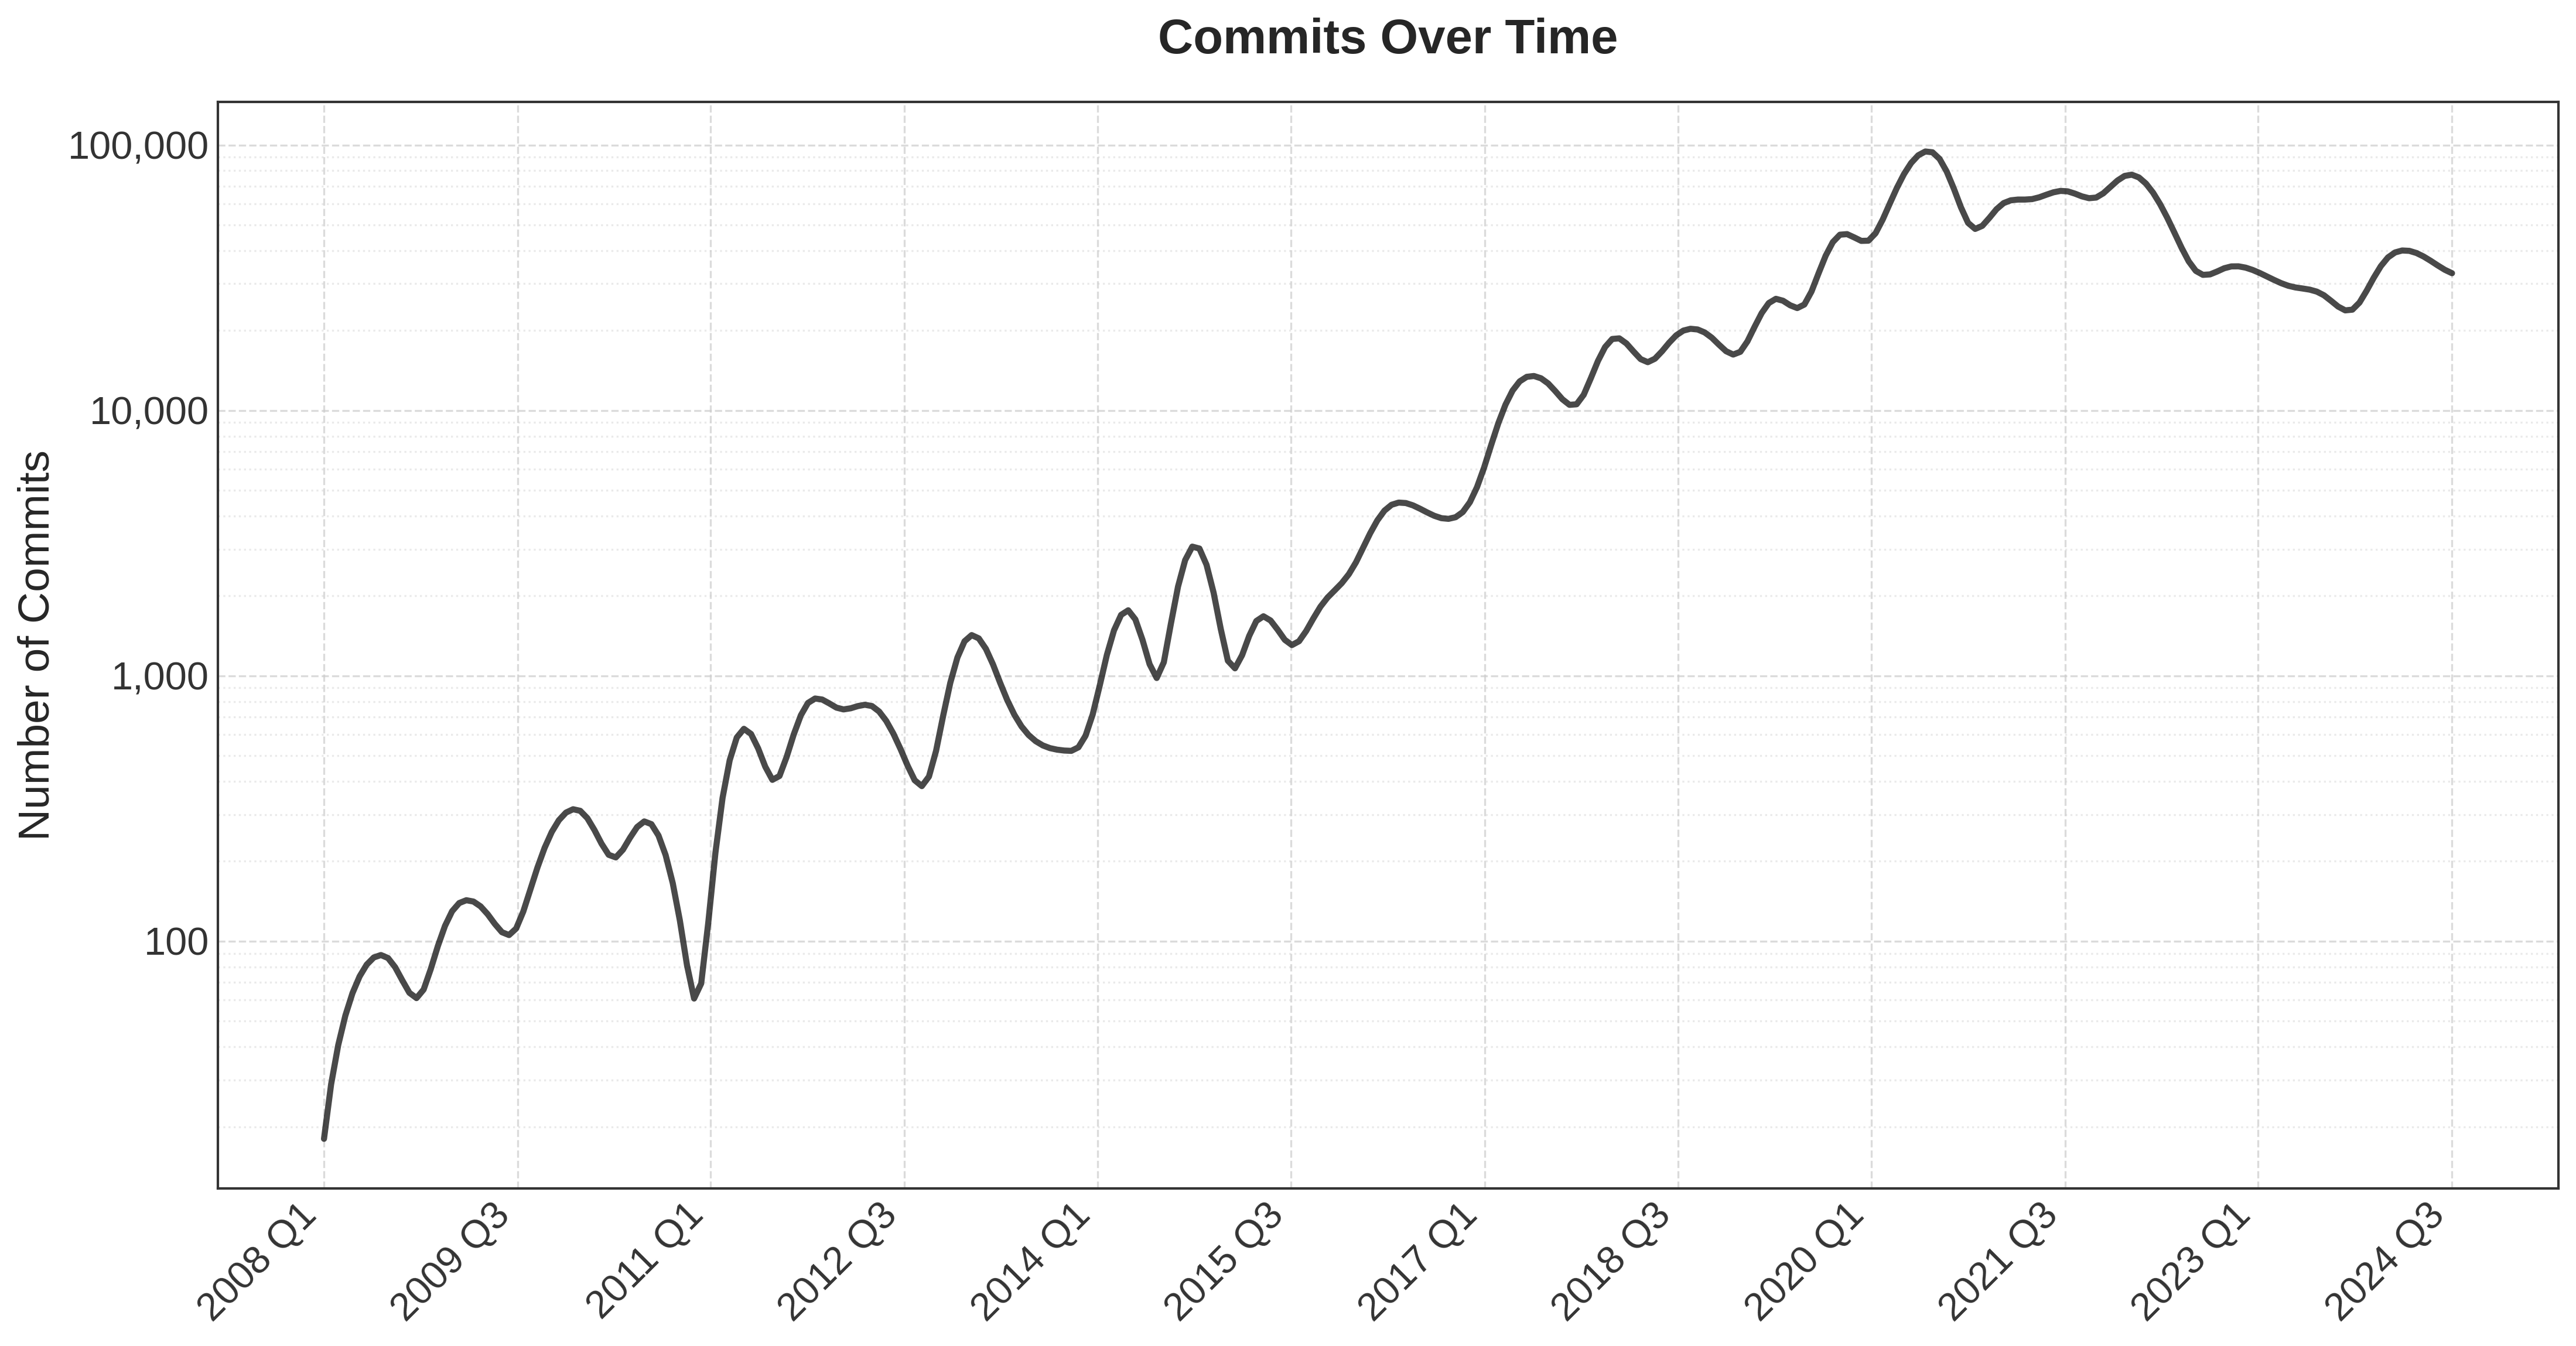 Commits Over Time
Number of Commits
100,000
10,000
1,000
100
2008 Q1
2009 Q3
2011 Q1
2012 Q3
2014 Q1
2015 Q3
2017 Q1
2018 Q3
2020 Q1
2021 Q3
2023 Q1
2024 Q3